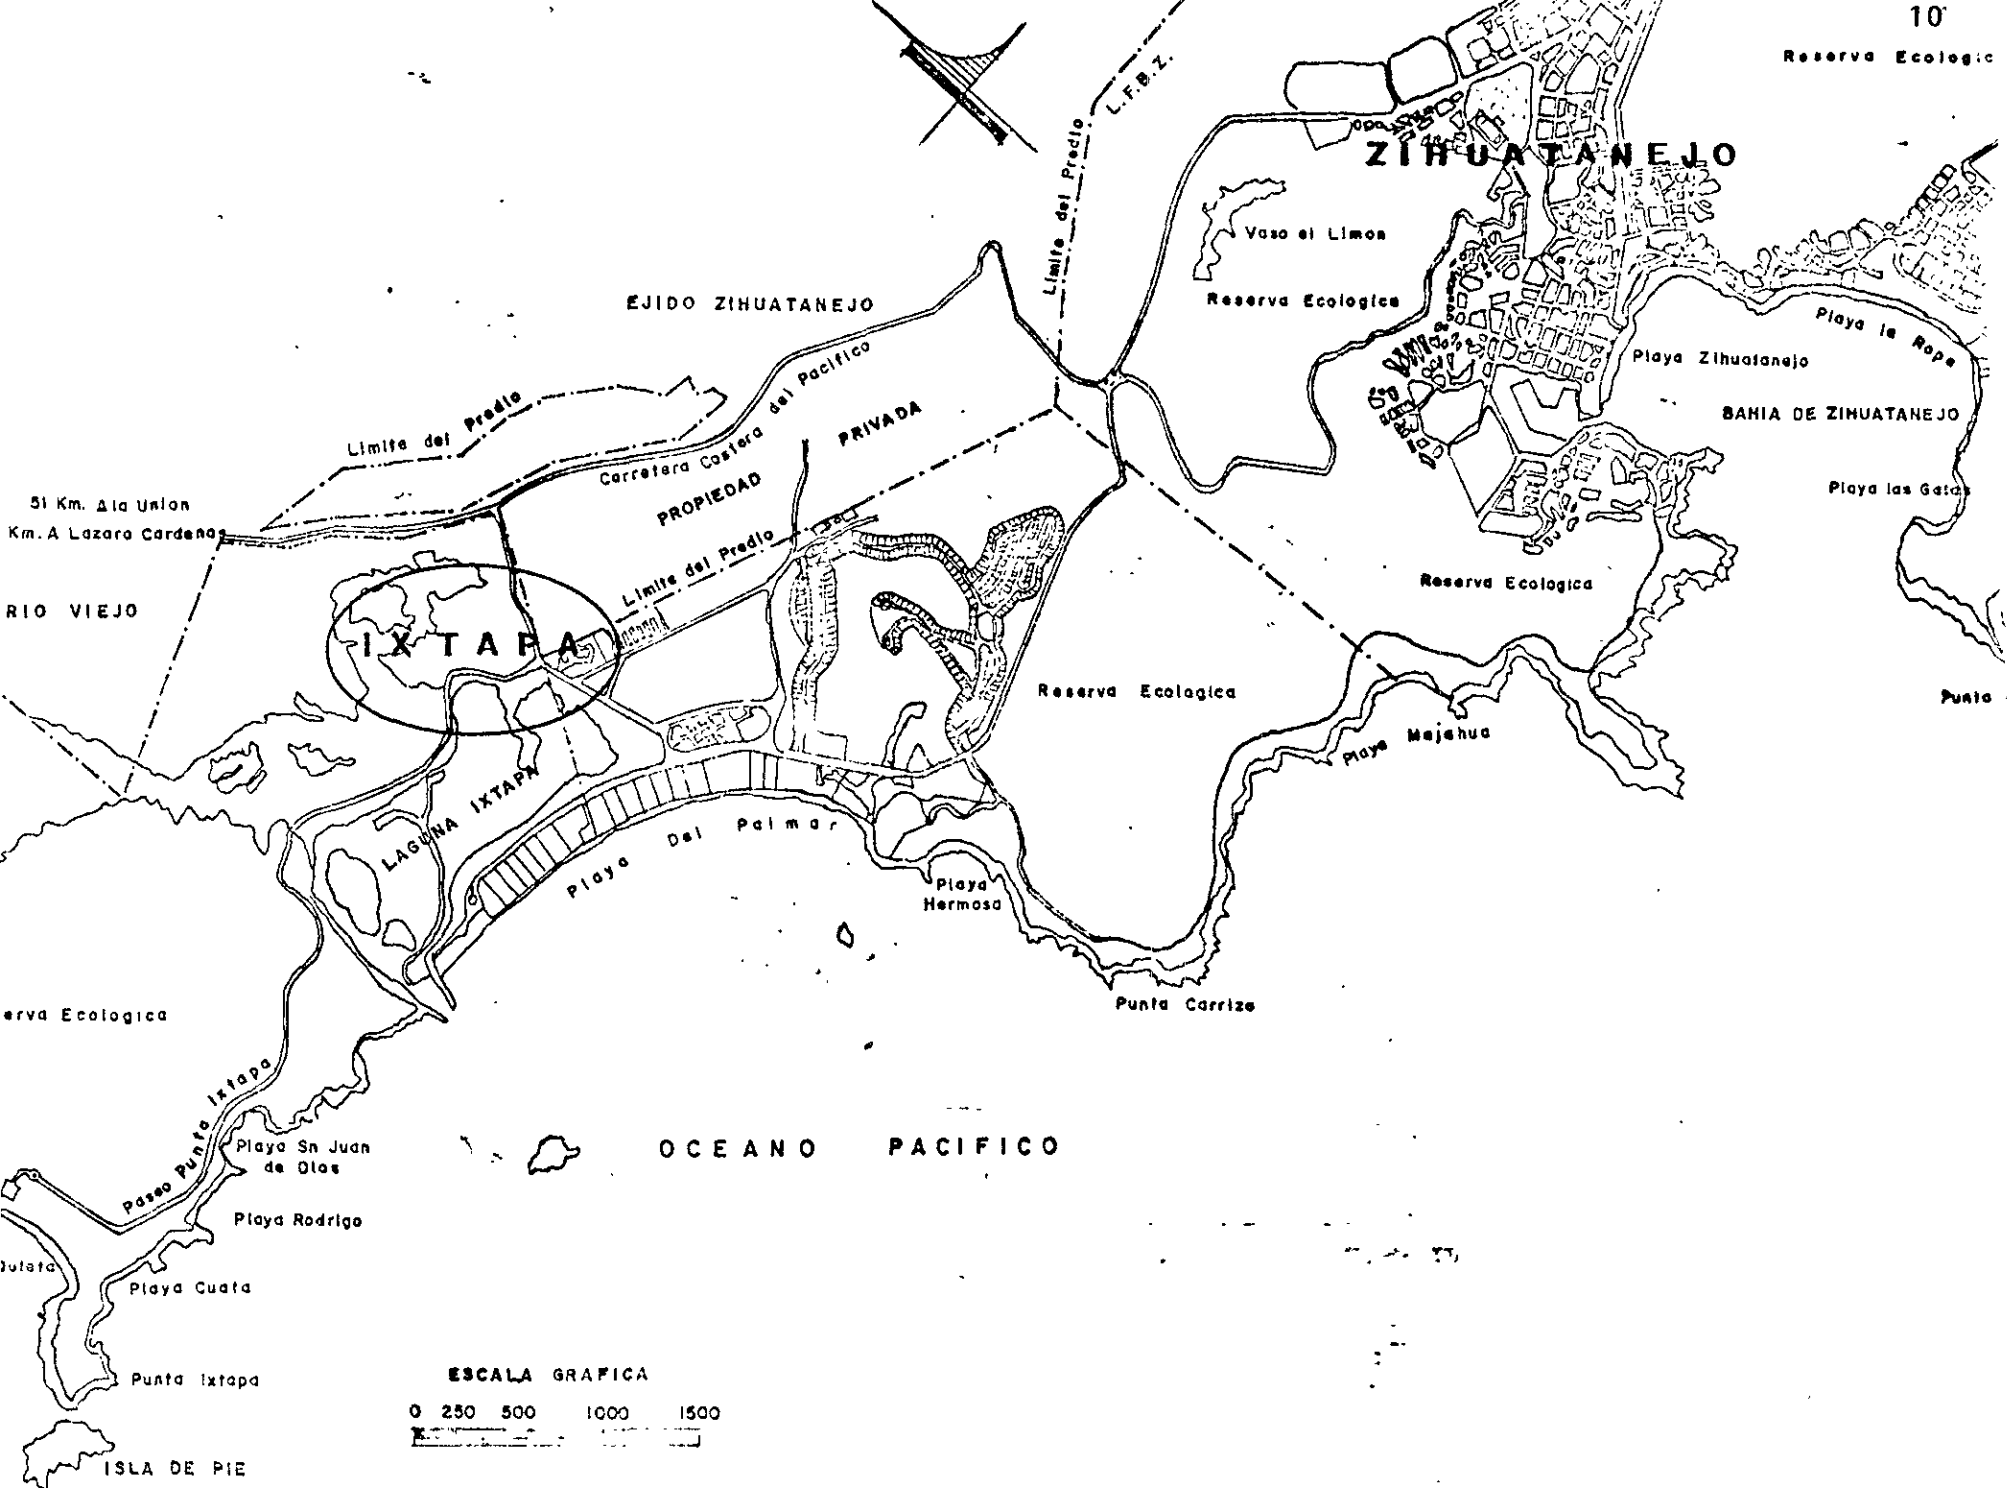 10
Reserva Ecologic
L.F.B.Z.
Limite del Predio
ZIHUATANEJO
Vaso el Limon
EJIDO ZIHUATANEJO
Reserva Ecologica
Playa la Ropa
Playa Zihuatanejo
Carretera Costera del Pacifico
Limite del Predio
PRIVADA
BAHIA DE ZIHUATANEJO
PROPIEDAD
Playa las Gatas
51 Km. A la Union
Km. A Lazaro Cardenas
Limite del Predio
Reserva Ecologica
RIO VIEJO
IXTAPA
Reserva Ecologica
Punta
Playa Majahua
LAGUNA IXTAPA
Playa Del Palmar
Playa
Hermosa
Punta Carrizo
erva Ecologica
Paseo Punta Ixtapa
Playa Sn Juan
de Dios
OCEANO PACIFICO
Playa Rodrigo
Playa Cuata
Punta Ixtapa
ESCALA GRAFICA
0 250 500 1000 1500
ISLA DE PIE